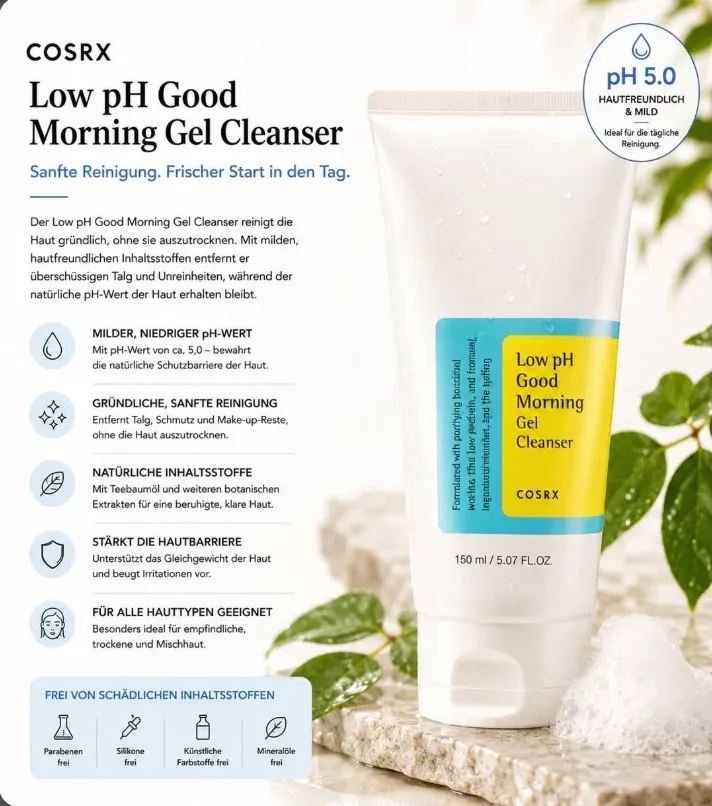 COSRX
Low pH Good
Morning Gel Cleanser
Sanfte Reinigung. Frischer Start in den Tag.
Der Low pH Good Morning Gel Cleanser reinigt die
Haut gründlich, ohne sie auszutrocknen. Mit milden,
hautfreundlichen Inhaltsstoffen entfernt er
überschüssigen Talg und Unreinheiten, während der
natürliche pH-Wert der Haut erhalten bleibt.
MILDER, NIEDRIGER pH-WERT
Mit pH-Wert von ca, 5,0 – bewahrt
die natürliche Schutzbarriere der Haut.
GRÜNDLICHE, SANFTE REINIGUNG
Entfernt Talg, Schmutz und Make-up-Reste,
ohne die Haut auszutrocknen.
NATÜRLICHE INHALTSSTOFFE
Mit Teebaumöl und weiteren botanischen
Extrakten für eine beruhigte, klare Haut.
STÄRKT DIE HAUTBARRIERE
Unterstützt das Gleichgewicht der Haut
und beugt Irritationen vor.
FÜR ALLE HAUTTYPEN GEEIGNET
Besonders ideal für empfindliche,
trockene und Mischhaut.
FREI VON SCHÄDLICHEN INHALTSSTOFFEN
Parabenen
frei
Silikone
frei
Künstliche
Farbstoffe frei
Mineralöle
frei
pH 5.0
HAUTFREUNDLICH
& MILD
Ideal für die tägliche
Reinigung.
Formulated with
this low
and the
Low pH
Good
Morning
Gel
Cleanser
COSRX
150 ml / 5.07 FL.OZ.